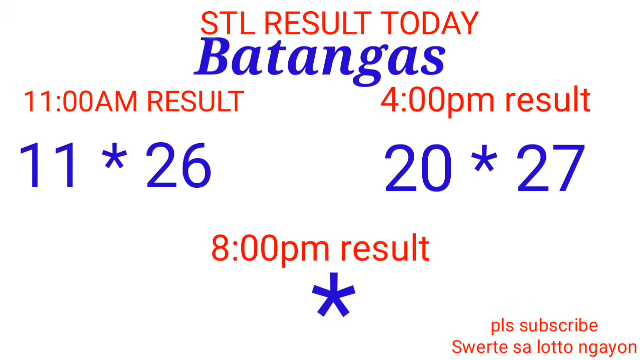 STL RESULT TODAY
Batangas
11:00AM RESULT
4:00pm result
11 * 26
20 * 27
8:00pm result
*
pls subscribe
Swerte sa lotto ngayon